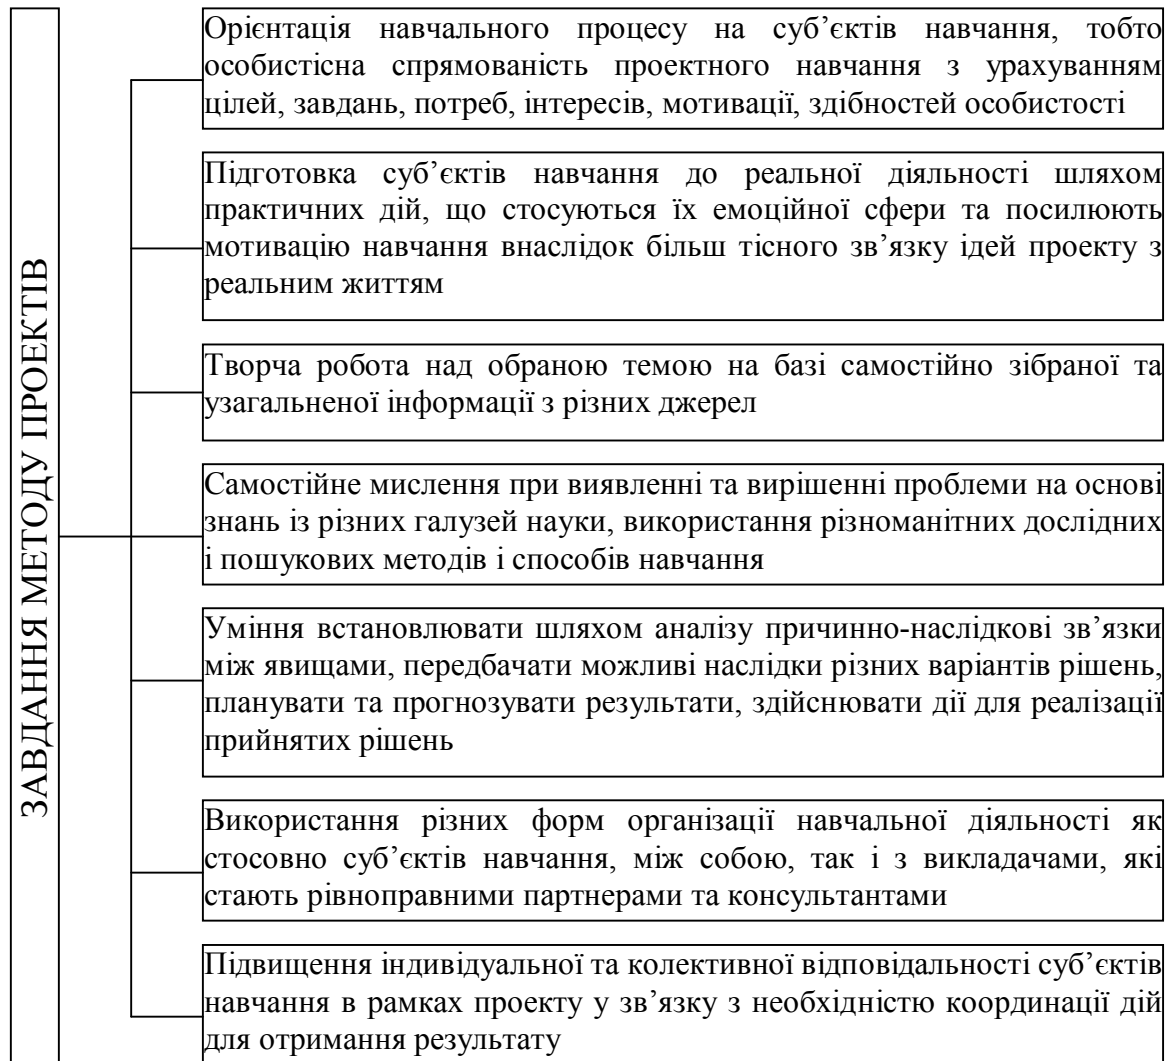 ЗАВДАННЯ МЕТОДУ ПРОЕКТІВ
Орієнтація навчального процесу на суб’єктів навчання, тобто
особистісна спрямованість проектного навчання з урахуванням
цілей, завдань, потреб, інтересів, мотивації, здібностей особистості
Підготовка суб’єктів навчання до реальної діяльності шляхом
практичних дій, що стосуються їх емоційної сфери та посилюють
мотивацію навчання внаслідок більш тісного зв’язку ідей проекту з
реальним життям
Творча робота над обраною темою на базі самостійно зібраної та
узагальненої інформації з різних джерел
Самостійне мислення при виявленні та вирішенні проблеми на основі
знань із різних галузей науки, використання різноманітних дослідних
і пошукових методів і способів навчання
Уміння встановлювати шляхом аналізу причинно-наслідкові зв’язки
між явищами, передбачати можливі наслідки різних варіантів рішень,
планувати та прогнозувати результати, здійснювати дії для реалізації
прийнятих рішень
Використання різних форм організації навчальної діяльності як
стосовно суб’єктів навчання, між собою, так і з викладачами, які
стають рівноправними партнерами та консультантами
Підвищення індивідуальної та колективної відповідальності суб’єктів
навчання в рамках проекту у зв’язку з необхідністю координації дій
для отримання результату